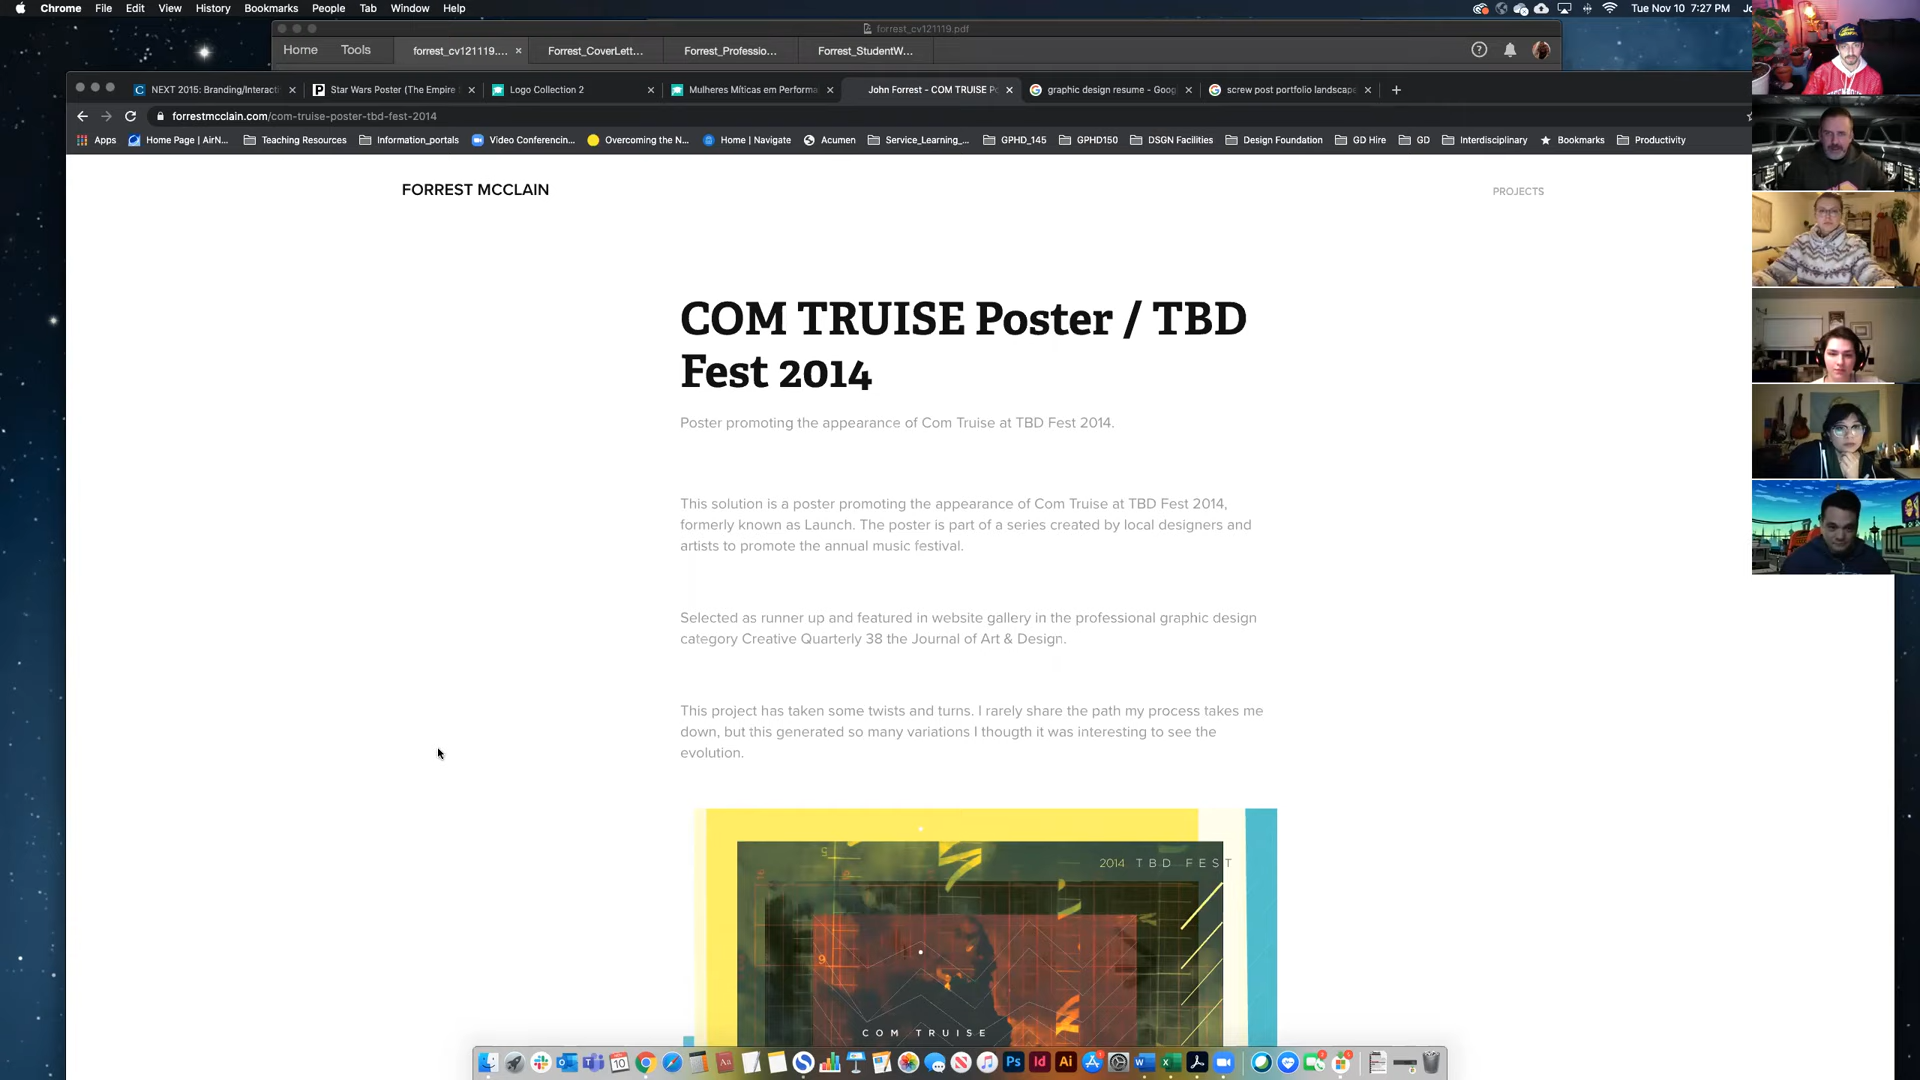 Chrome File Edit View History Bookmarks People Tab Window Help
Tue Nov 10 7:27 PM
forrest_cv121119.pdf
Home Tools forrest_cv121119.... Forrest_CoverLett... Forrest_Professio... Forrest_StudentW...
NEXT 2015: Branding/Interacti Star Wars Poster (The Empire Logo Collection 2 Mulheres Míticas em Performa John Forrest - COM TRUISE P graphic design resume - Goog screw post portfolio landscape
forrestmcclain.com/com-truise-poster-tbd-fest-2014
Apps Home Page | AirN... Teaching Resources Information_portals Video Conferencin... Overcoming the N... Home | Navigate Acumen Service_Learning_... GPHD_145 GPHD150 DSGN Facilities Design Foundation GD Hire GD Interdisciplinary Bookmarks Productivity
FORREST MCCLAIN
PROJECTS
COM TRUISE Poster / TBD
Fest 2014
Poster promoting the appearance of Com Truise at TBD Fest 2014.
This solution is a poster promoting the appearance of Com Truise at TBD Fest 2014,
formerly known as Launch. The poster is part of a series created by local designers and
artists to promote the annual music festival.
Selected as runner up and featured in website gallery in the professional graphic design
category Creative Quarterly 38 the Journal of Art & Design.
This project has taken some twists and turns. I rarely share the path my process takes me
down, but this generated so many variations I thougth it was interesting to see the
evolution.
2014 TBD FEST
COM TRUISE